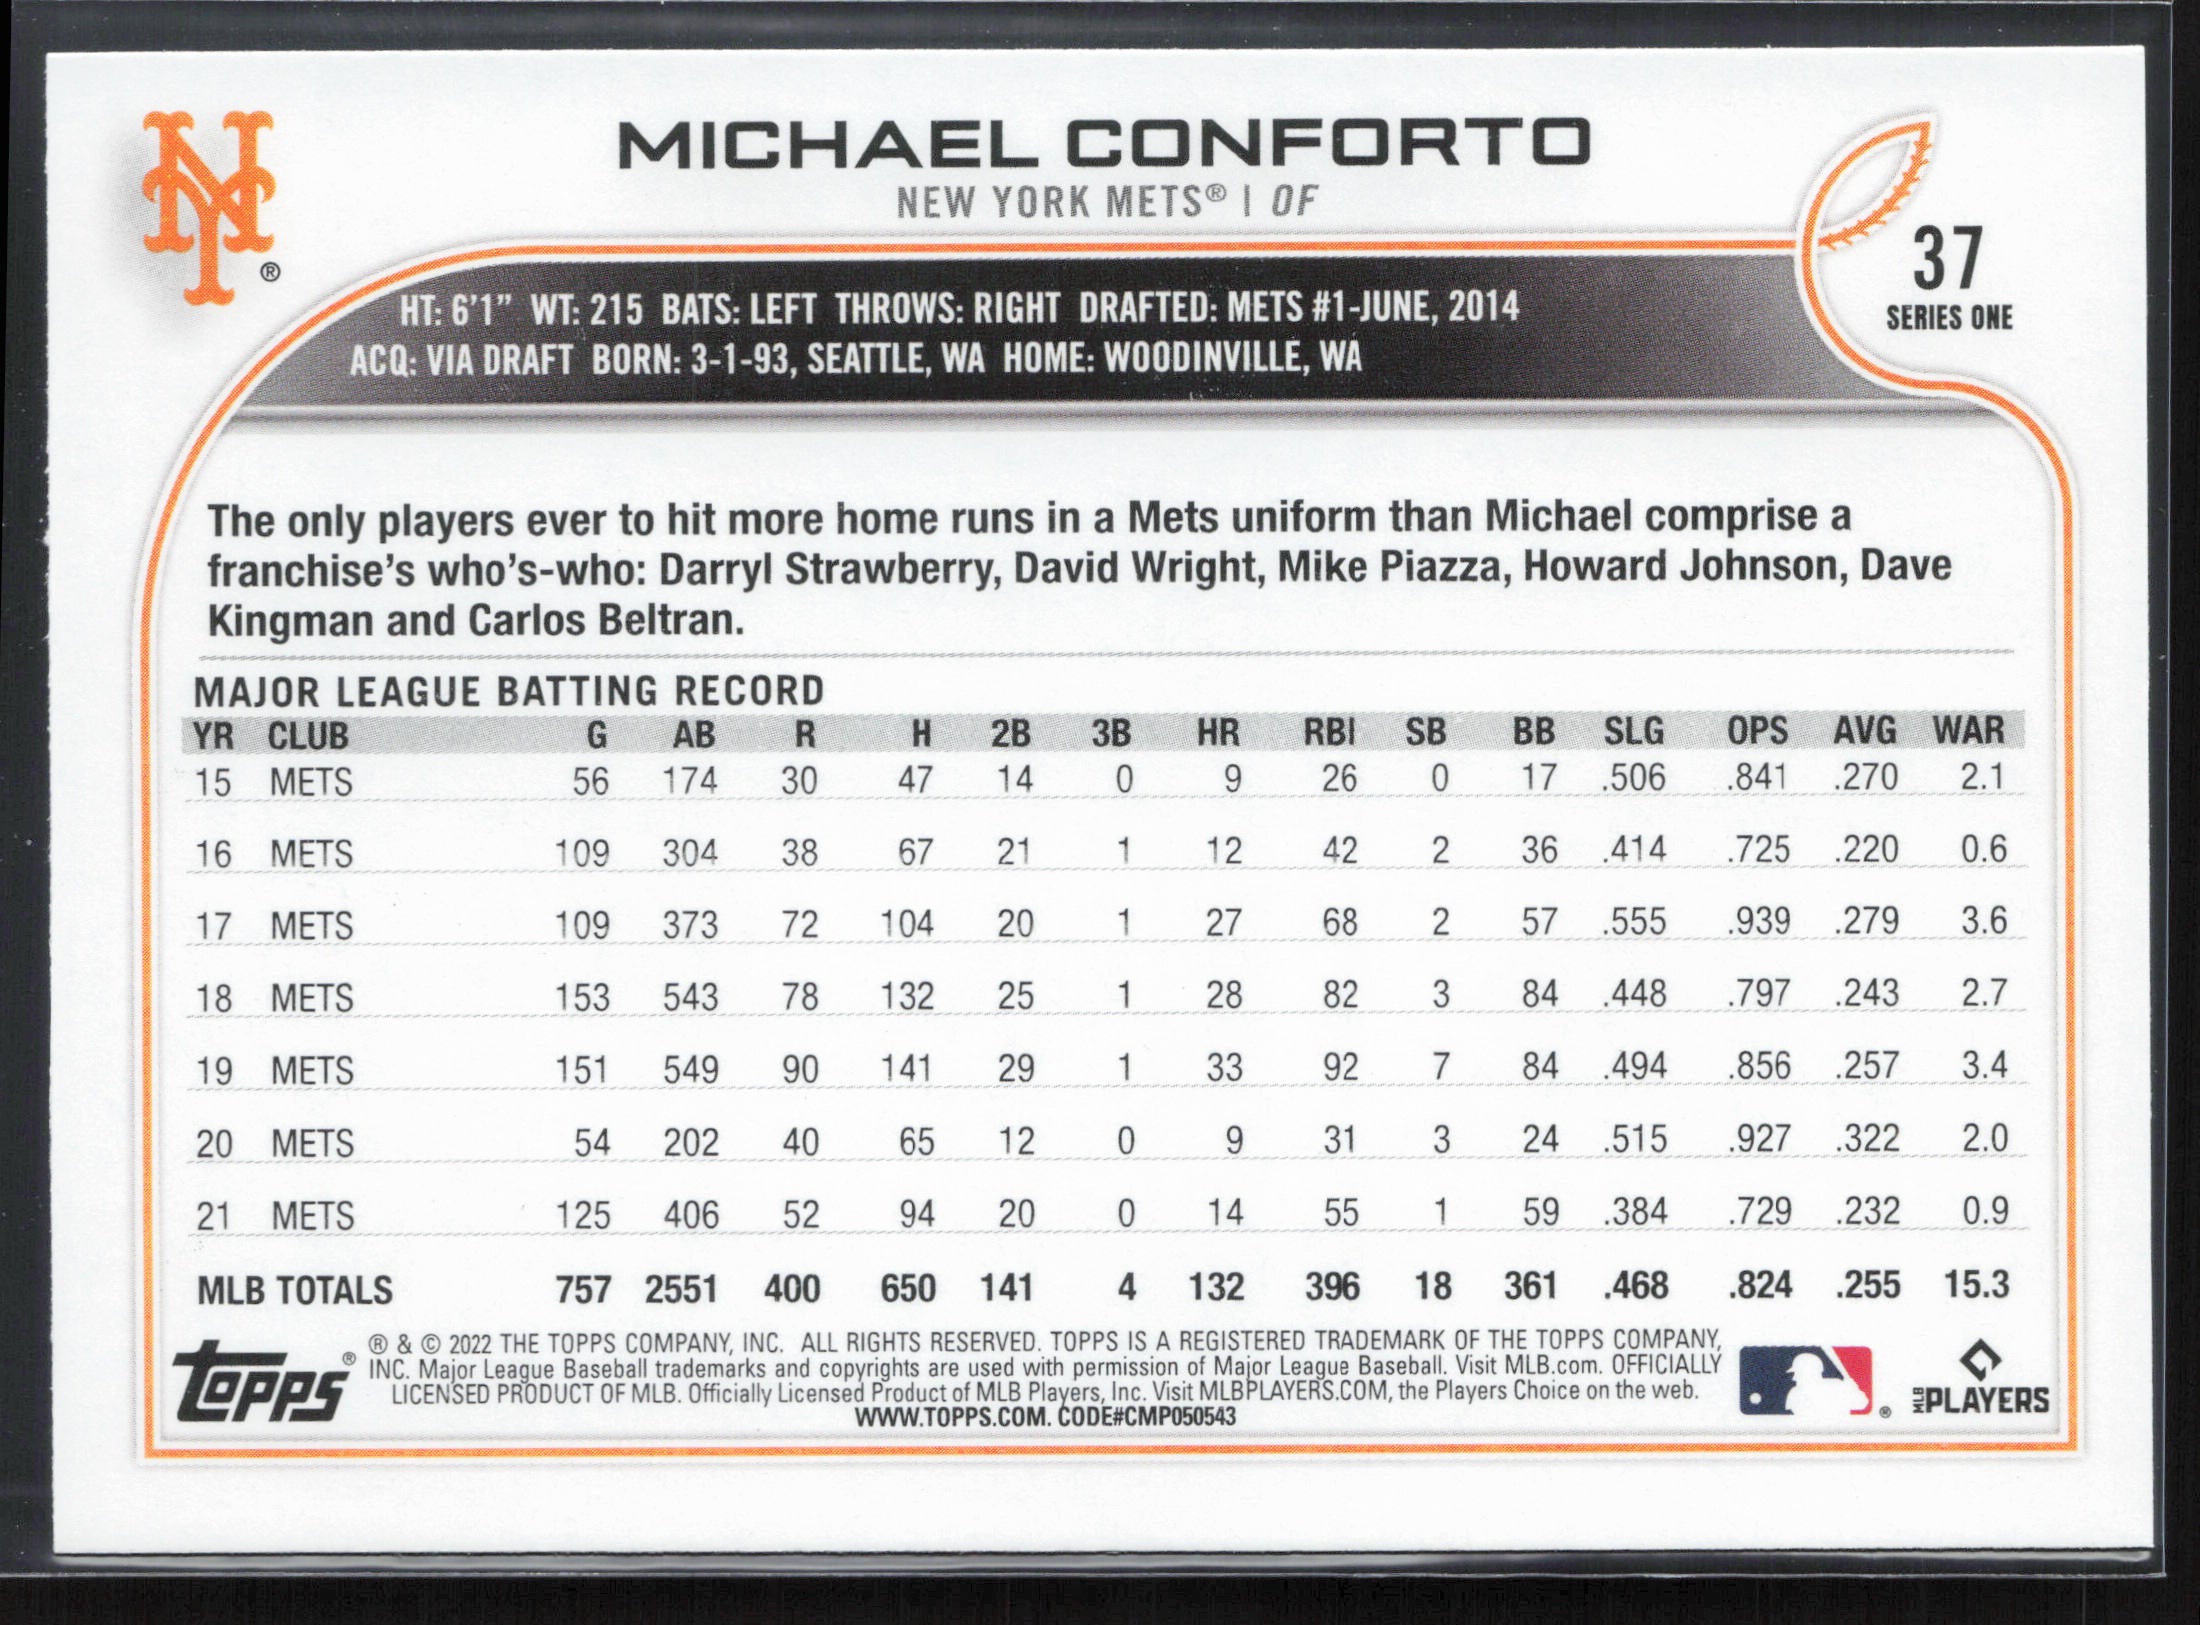 NY ®
MICHAEL CONFORTO
NEW YORK METS® | OF
37
SERIES ONE
HT: 6'1" WT: 215 BATS: LEFT THROWS: RIGHT DRAFTED: METS #1-JUNE, 2014
ACQ: VIA DRAFT BORN: 3-1-93, SEATTLE, WA HOME: WOODINVILLE, WA
The only players ever to hit more home runs in a Mets uniform than Michael comprise a
franchise's who's-who: Darryl Strawberry, David Wright, Mike Piazza, Howard Johnson, Dave
Kingman and Carlos Beltran.
MAJOR LEAGUE BATTING RECORD
YR CLUB G AB R H 2B 3B HR RBI SB BB SLG OPS AVG WAR
15 METS 56 174 30 47 14 0 9 26 0 17 .506 .841 .270 2.1
16 METS 109 304 38 67 21 1 12 42 2 36 .414 .725 .220 0.6
17 METS 109 373 72 104 20 1 27 68 2 57 .555 .939 .279 3.6
18 METS 153 543 78 132 25 1 28 82 3 84 .448 .797 .243 2.7
19 METS 151 549 90 141 29 1 33 92 7 84 .494 .856 .257 3.4
20 METS 54 202 40 65 12 0 9 31 3 24 .515 .927 .322 2.0
21 METS 125 406 52 94 20 0 14 55 1 59 .384 .729 .232 0.9
MLB TOTALS 757 2551 400 650 141 4 132 396 18 361 .468 .824 .255 15.3
topps®
® & © 2022 THE TOPPS COMPANY, INC. ALL RIGHTS RESERVED. TOPPS IS A REGISTERED TRADEMARK OF THE TOPPS COMPANY,
INC. Major League Baseball trademarks and copyrights are used with permission of Major League Baseball. Visit MLB.com. OFFICIALLY
LICENSED PRODUCT OF MLB. Officially Licensed Product of MLB Players, Inc. Visit MLBPLAYERS.COM, the Players Choice on the web.
WWW.TOPPS.COM. CODE#CMP050543
®
MLB PLAYERS